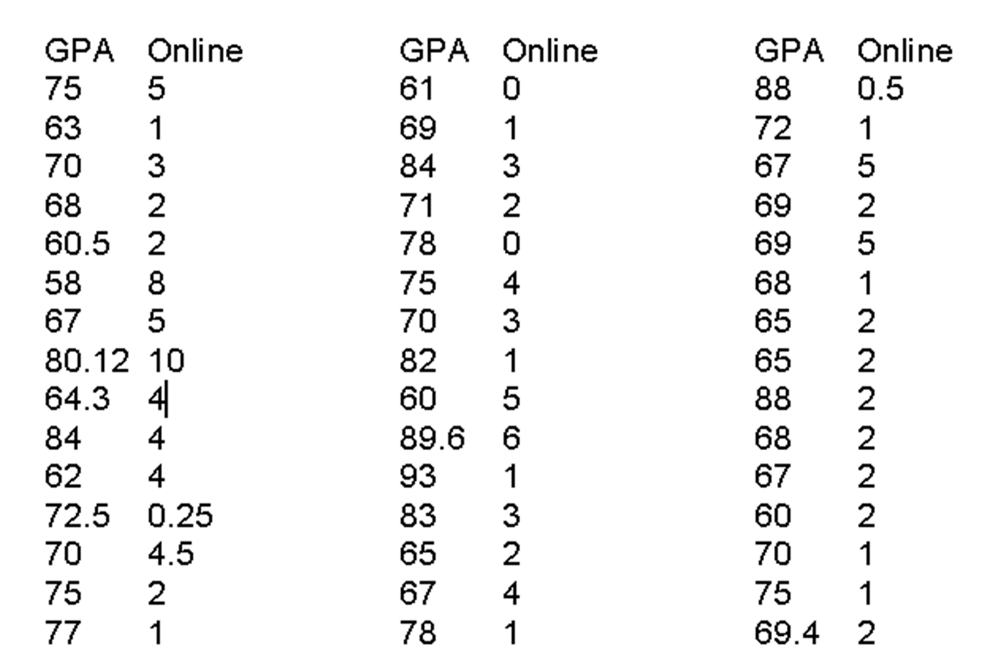 GPA Online GPA Online GPA Online
75 5 61 0 88 0.5
63 1 69 1 72 1
70 3 84 3 67 5
68 2 71 2 69 2
60.5 2 78 0 69 5
58 8 75 4 68 1
67 5 70 3 65 2
80.12 10 82 1 65 2
64.3 4 60 5 88 2
84 4 89.6 6 68 2
62 4 93 1 67 2
72.5 0.25 83 3 60 2
70 4.5 65 2 70 1
75 2 67 4 75 1
77 1 78 1 69.4 2